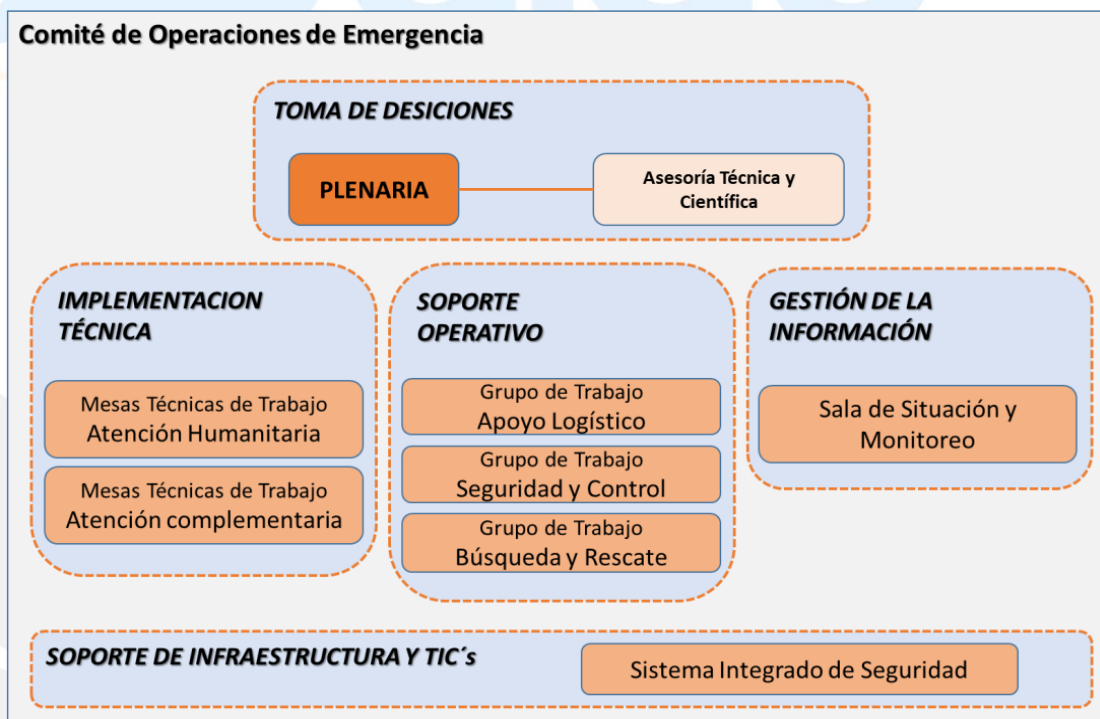 Comité de Operaciones de Emergencia
TOMA DE DESICIONES
PLENARIA
Asesoría Técnica y
Científica
IMPLEMENTACION
TÉCNICA
Mesas Técnicas de Trabajo
Atención Humanitaria
Mesas Técnicas de Trabajo
Atención complementaria
SOPORTE
OPERATIVO
Grupo de Trabajo
Apoyo Logístico
Grupo de Trabajo
Seguridad y Control
Grupo de Trabajo
Búsqueda y Rescate
GESTIÓN DE LA
INFORMACIÓN
Sala de Situación y
Monitoreo
SOPORTE DE INFRAESTRUCTURA Y TIC´s
Sistema Integrado de Seguridad